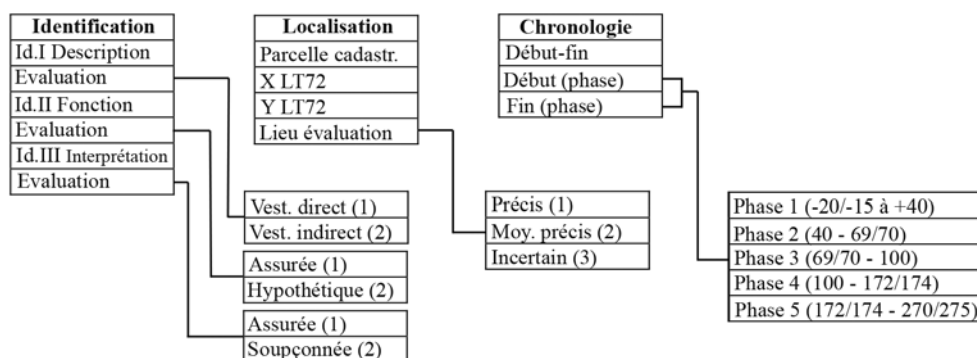 Identification
Id.I Description
Evaluation
Id.II Fonction
Evaluation
Id.III Interprétation
Evaluation
Localisation
Parcelle cadastr.
X LT72
Y LT72
Lieu évaluation
Chronologie
Début-fin
Début (phase)
Fin (phase)
Vest. direct (1)
Vest. indirect (2)
Assurée (1)
Hypothétique (2)
Assurée (1)
Soupçonnée (2)
Précis (1)
Moy. précis (2)
Incertain (3)
Phase 1 (-20/-15 à +40)
Phase 2 (40 - 69/70)
Phase 3 (69/70 - 100)
Phase 4 (100 - 172/174)
Phase 5 (172/174 - 270/275)